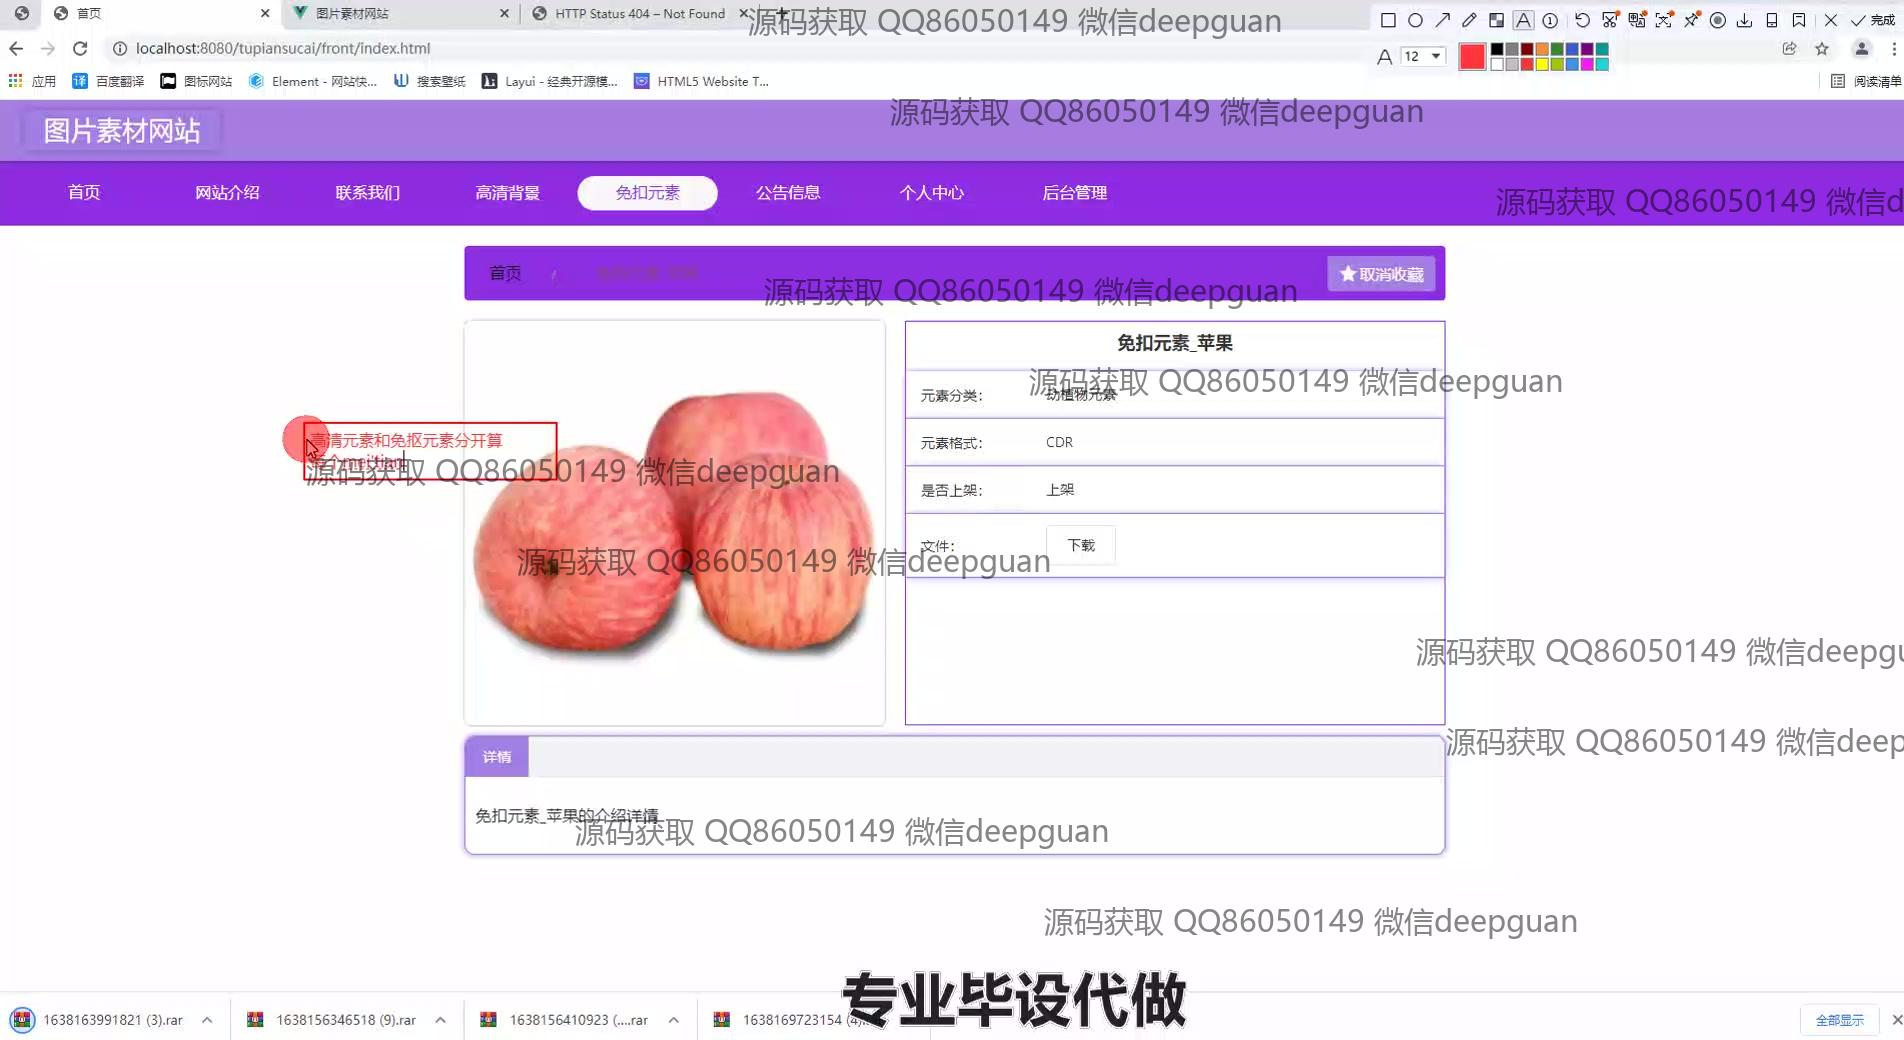 首页
图片素材网站
HTTP Status 404 – Not Found
源码获取 QQ86050149 微信deepguan
完成
localhost:8080/tupiansucai/front/index.html
A 12
应用
百度翻译
图标网站
Element - 网站快...
搜索壁纸
Layui - 经典开源模...
HTML5 Website T...
阅读清单
源码获取 QQ86050149 微信deepguan
图片素材网站
首页
网站介绍
联系我们
高清背景
免扣元素
公告信息
个人中心
后台管理
源码获取 QQ86050149 微信d
首页 /
取消收藏
源码获取 QQ86050149 微信deepguan
免扣元素_苹果
元素分类:
动植物元素
源码获取 QQ86050149 微信deepguan
高清元素和免抠元素分开算
元素格式:
CDR
源码获取 QQ86050149 微信deepguan
是否上架:
上架
文件:
下载
源码获取 QQ86050149 微信deepguan
源码获取 QQ86050149 微信deepgu
源码获取 QQ86050149 微信deep
详情
免扣元素_苹果的介绍详情
源码获取 QQ86050149 微信deepguan
源码获取 QQ86050149 微信deepguan
专业毕设代做
1638163991821 (3).rar
1638156346518 (9).rar
1638156410923 (....rar
1638169723154 (4)...
全部显示